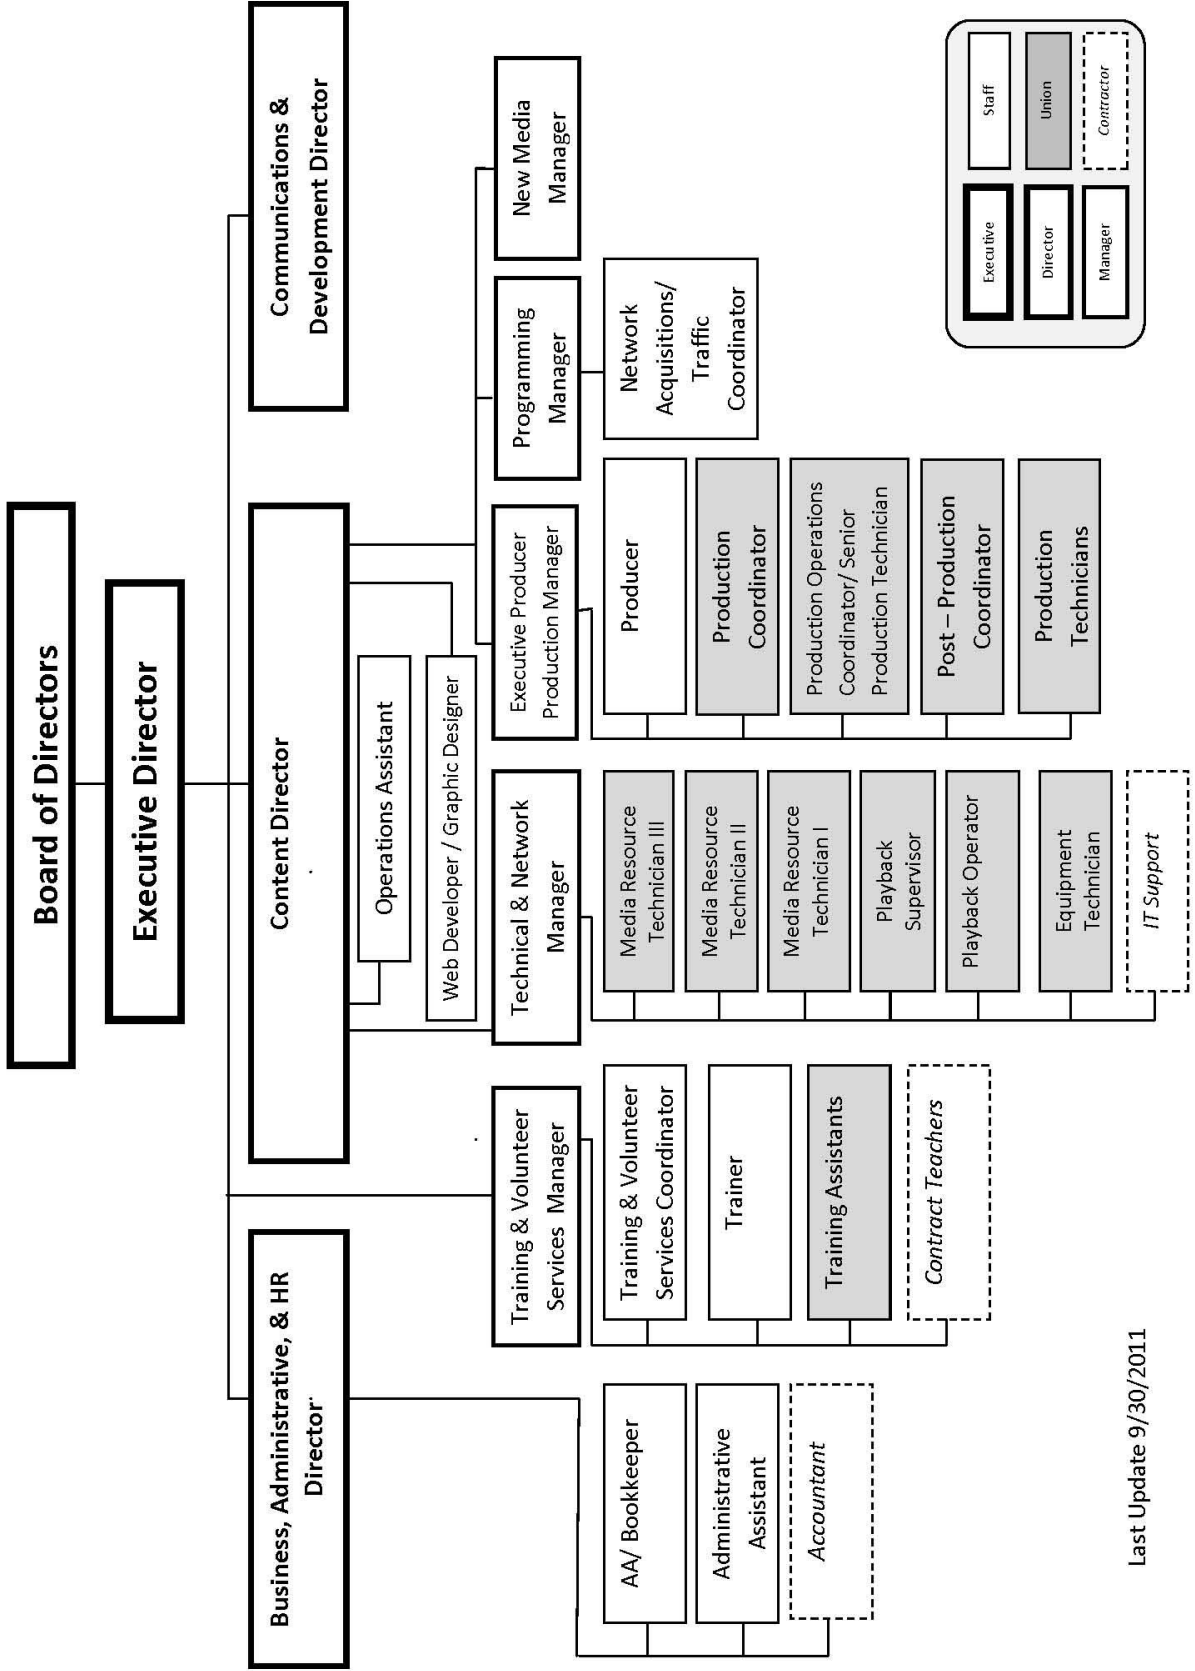 Board of Directors
Executive Director
Business, Administrative, & HR
Director
Content Director
Communications &
Development Director
Operations Assistant
Web Developer / Graphic Designer
Training & Volunteer
Services Manager
Technical & Network
Manager
Executive Producer
Production Manager
Programming
Manager
New Media
Manager
AA/ Bookkeeper
Administrative
Assistant
Accountant
Training & Volunteer
Services Coordinator
Trainer
Training Assistants
Contract Teachers
Media Resource
Technician III
Media Resource
Technician II
Media Resource
Technician I
Playback
Supervisor
Playback Operator
Equipment
Technician
IT Support
Producer
Production
Coordinator
Production Operations
Coordinator/ Senior
Production Technician
Post – Production
Coordinator
Production
Technicians
Network
Acquisitions/
Traffic
Coordinator
Executive
Staff
Director
Union
Manager
Contractor
Last Update 9/30/2011